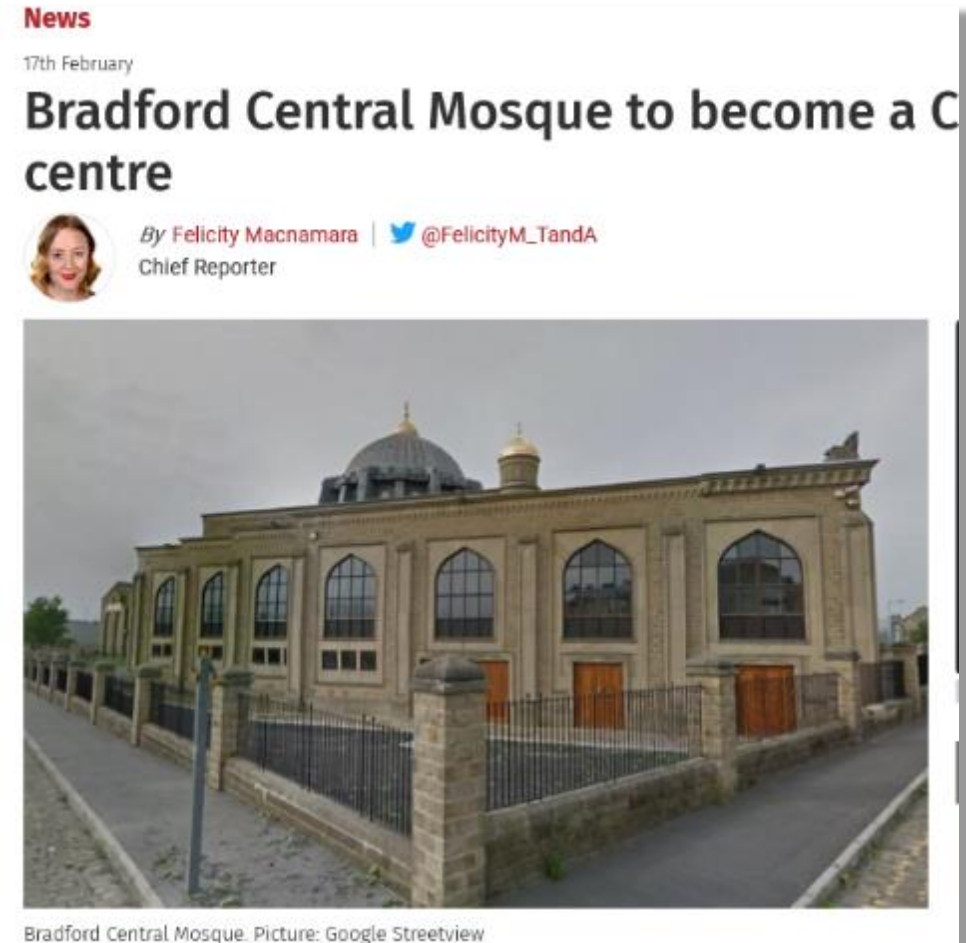 News
17th February
Bradford Central Mosque to become a C
centre
By Felicity Macnamara | @FelicityM_TandA
Chief Reporter
Bradford Central Mosque. Picture: Google Streetview